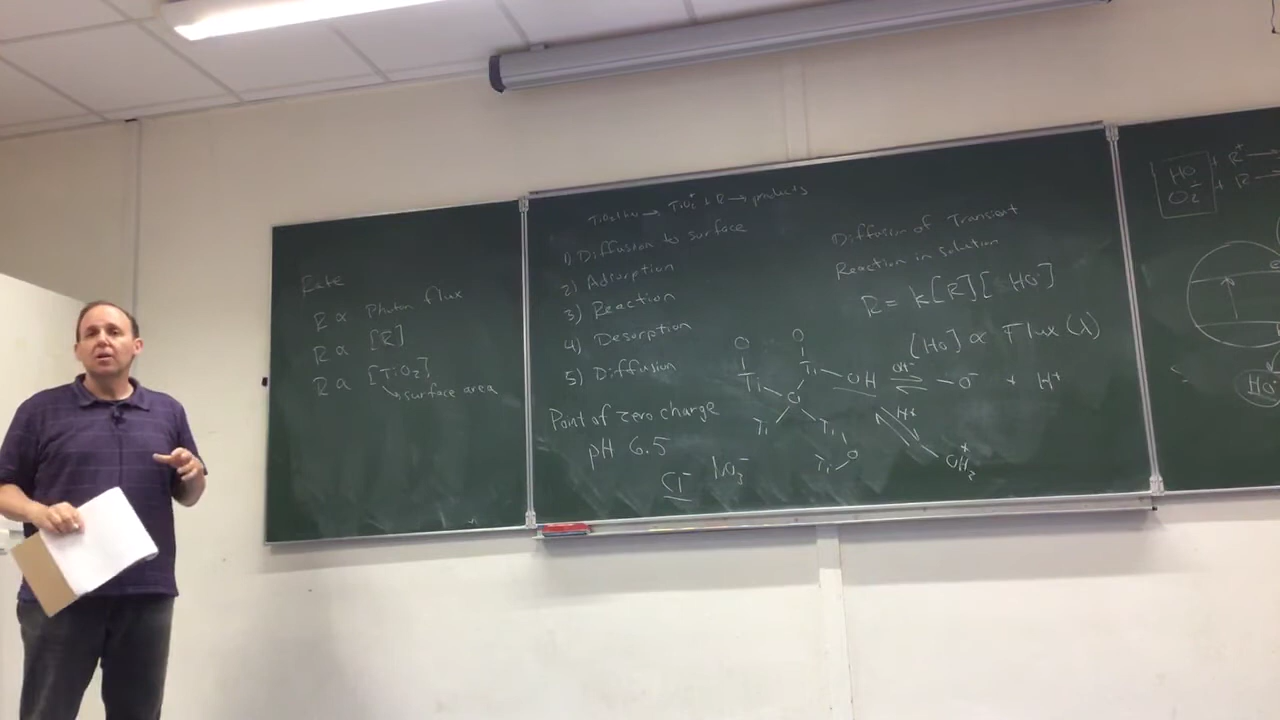 Rate
R ∝ Photon flux
R ∝ [R]
R ∝ [TiO2]
↳ surface area
TiO2 + hν → TiO2* + R → products
1) Diffusion to surface
2) Adsorption
3) Reaction
4) Desorption
5) Diffusion
Point of zero charge
pH 6.5
Cl-
Diffusion of Transient
Reaction in solution
R = k[R][HO·]
[HO·] ∝ Flux(λ)
O O
Ti Ti-OH ⇌ OH- -O- + H+
O
Ti Ti H+
Ti O OH2+
HO· + R →
O2·- + R →
e
HO·